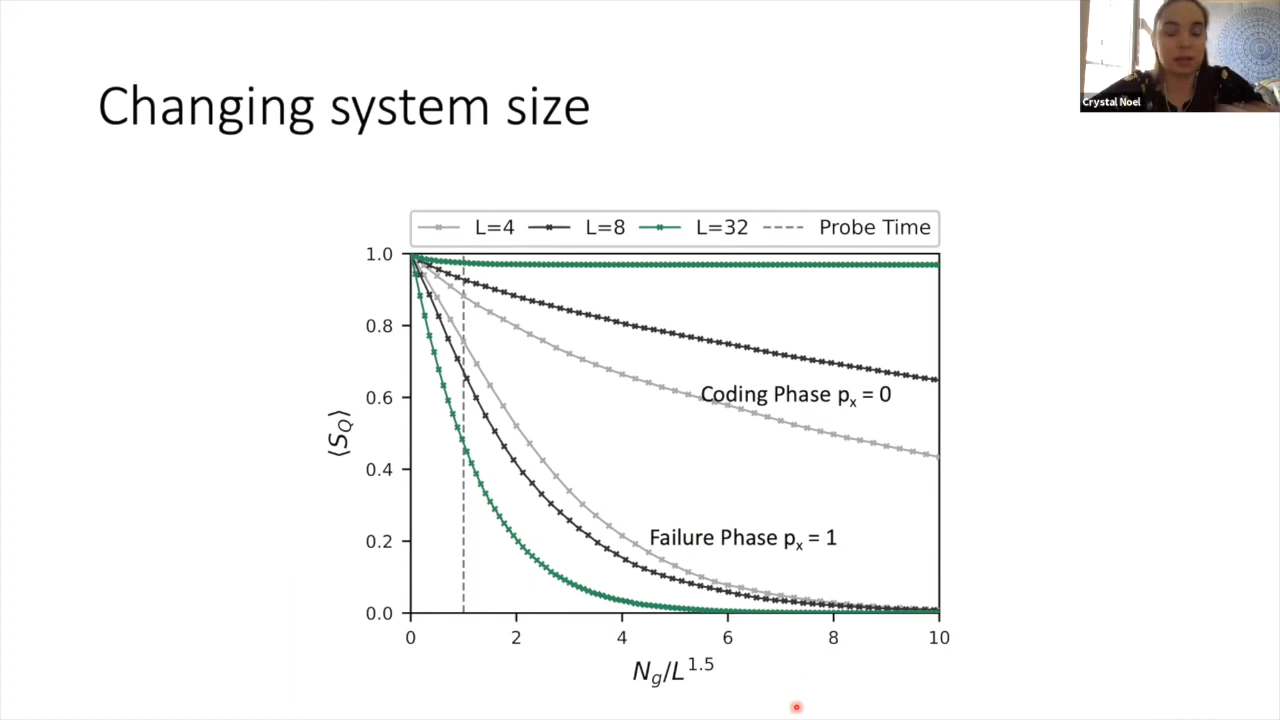 Crystal Noel
Changing system size
L=4 L=8 L=32 Probe Time
1.0
0.8
0.6
0.4
0.2
0.0
⟨S_Q⟩
Coding Phase pₓ = 0
Failure Phase pₓ = 1
0 2 4 6 8 10
N_g/L^1.5